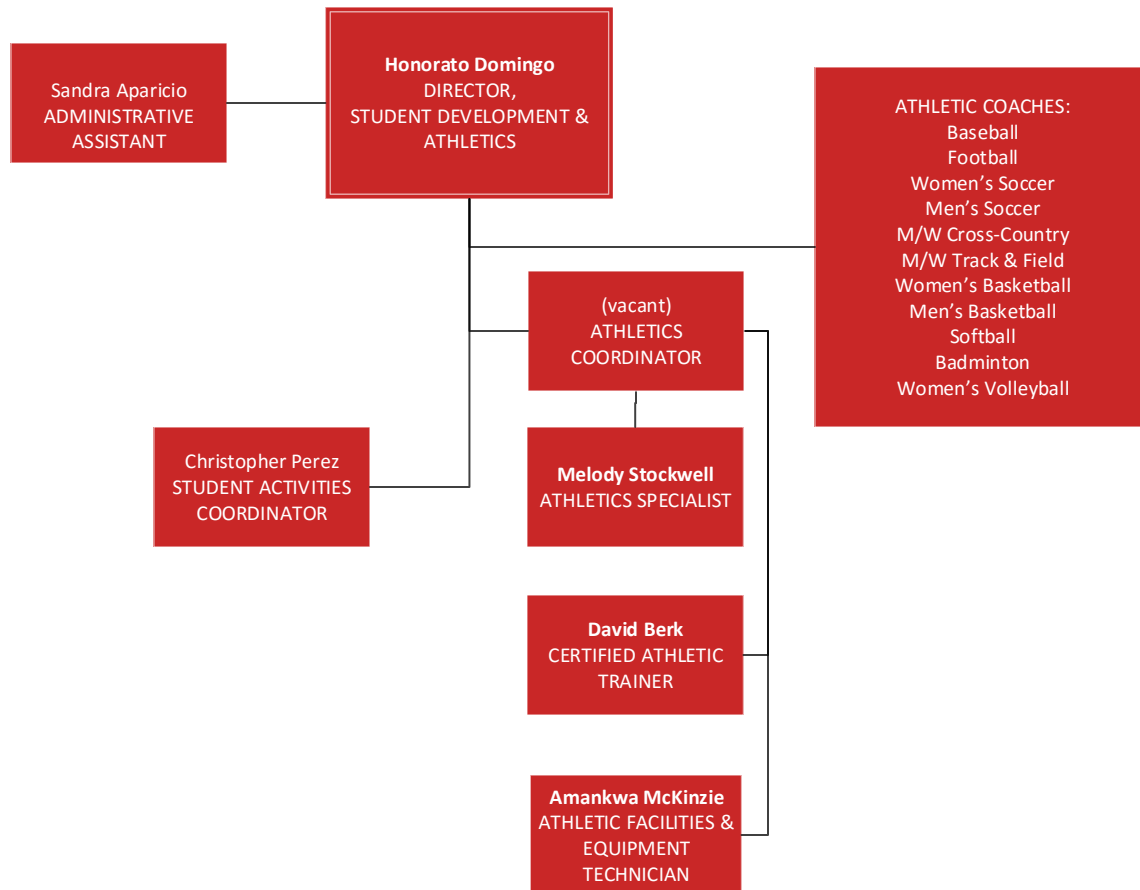 Honorato Domingo
DIRECTOR,
STUDENT DEVELOPMENT &
ATHLETICS
Sandra Aparicio
ADMINISTRATIVE
ASSISTANT
ATHLETIC COACHES:
Baseball
Football
Women’s Soccer
Men’s Soccer
M/W Cross-Country
M/W Track & Field
Women’s Basketball
Men’s Basketball
Softball
Badminton
Women’s Volleyball
(vacant)
ATHLETICS
COORDINATOR
Christopher Perez
STUDENT ACTIVITIES
COORDINATOR
Melody Stockwell
ATHLETICS SPECIALIST
David Berk
CERTIFIED ATHLETIC
TRAINER
Amankwa McKinzie
ATHLETIC FACILITIES &
EQUIPMENT
TECHNICIAN